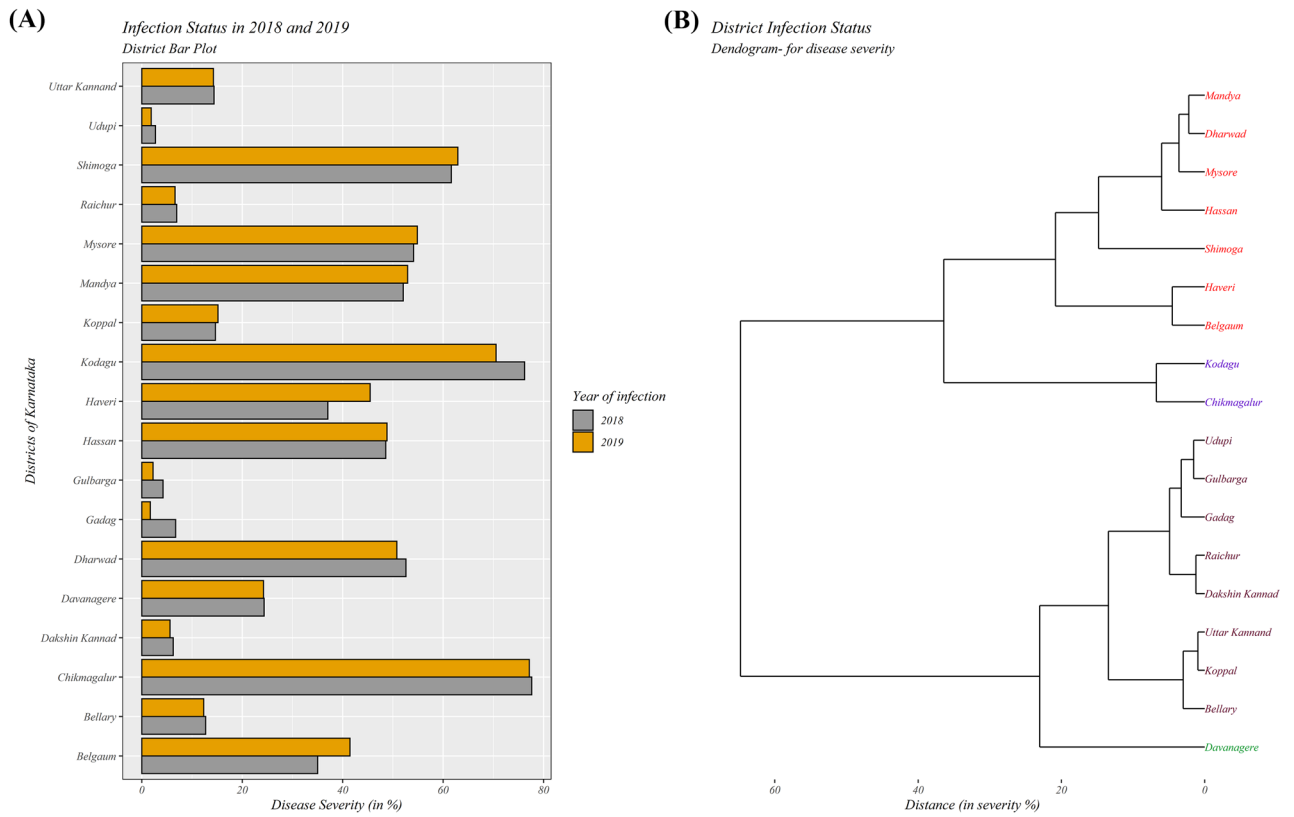 (A)
Infection Status in 2018 and 2019
District Bar Plot
Uttar Kannand
Udupi
Shimoga
Raichur
Mysore
Mandya
Koppal
Kodagu
Haveri
Hassan
Gulbarga
Gadag
Dharwad
Davanagere
Dakshin Kannad
Chikmagalur
Bellary
Belgaum
Districts of Karnataka
0 20 40 60 80
Disease Severity (in %)
Year of infection
2018
2019
(B)
District Infection Status
Dendogram- for disease severity
Mandya
Dharwad
Mysore
Hassan
Shimoga
Haveri
Belgaum
Kodagu
Chikmagalur
Udupi
Gulbarga
Gadag
Raichur
Dakshin Kannad
Uttar Kannand
Koppal
Bellary
Davanagere
60 40 20 0
Distance (in severity %)